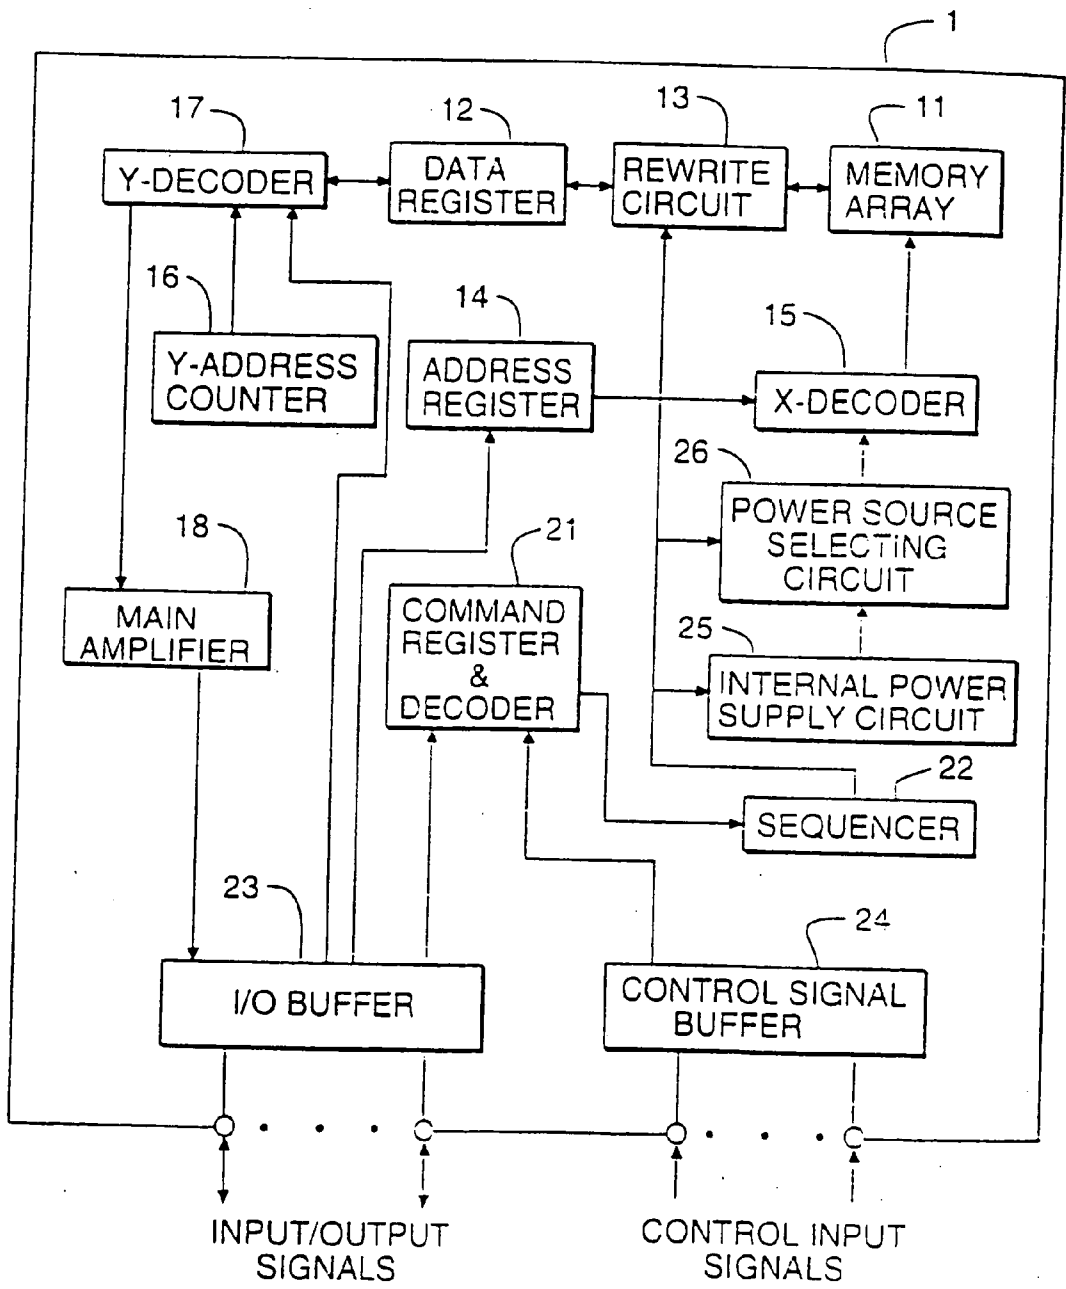 1
17
12
13
11
Y-DECODER
DATA
REGISTER
REWRITE
CIRCUIT
MEMORY
ARRAY
16
14
15
Y-ADDRESS
COUNTER
ADDRESS
REGISTER
X-DECODER
26
POWER SOURCE
SELECTING
CIRCUIT
18
21
MAIN
AMPLIFIER
COMMAND
REGISTER
&
DECODER
25
INTERNAL POWER
SUPPLY CIRCUIT
22
SEQUENCER
23
24
I/O BUFFER
CONTROL SIGNAL
BUFFER
INPUT/OUTPUT
SIGNALS
CONTROL INPUT
SIGNALS